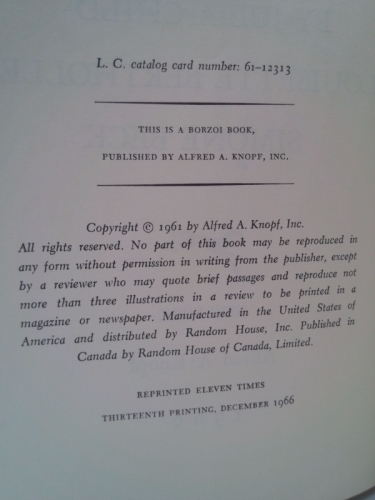 L. C. catalog card number: 61–12313
THIS IS A BORZOI BOOK,
PUBLISHED BY ALFRED A. KNOPF, INC.
Copyright © 1961 by Alfred A. Knopf, Inc.
All rights reserved. No part of this book may be reproduced in
any form without permission in writing from the publisher, except
by a reviewer who may quote brief passages and reproduce not
more than three illustrations in a review to be printed in a
magazine or newspaper. Manufactured in the United States of
America and distributed by Random House, Inc. Published in
Canada by Random House of Canada, Limited.
REPRINTED ELEVEN TIMES
THIRTEENTH PRINTING, DECEMBER 1966